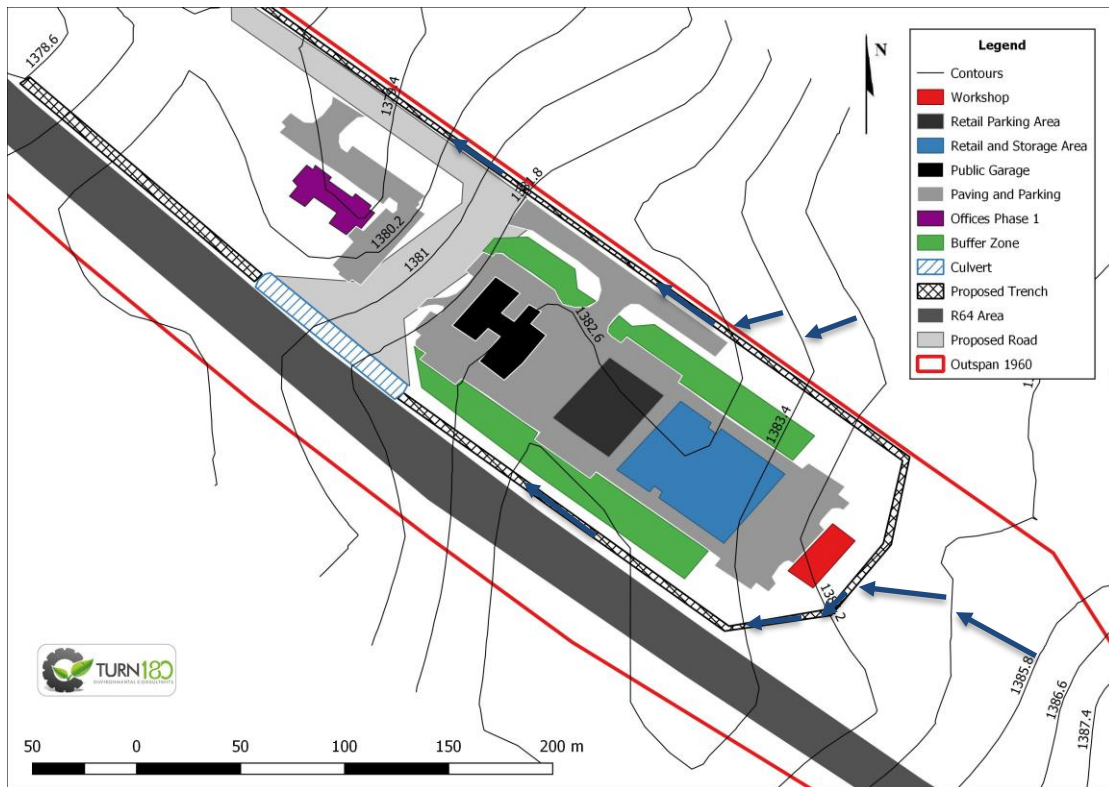 1378.6
1381.8
1380.2
1381
1382.6
1383.4
1385.8
1386.6
1387.4
N
Legend
Contours
Workshop
Retail Parking Area
Retail and Storage Area
Public Garage
Paving and Parking
Offices Phase 1
Buffer Zone
Culvert
Proposed Trench
R64 Area
Proposed Road
Outspan 1960
TURN180
ENVIRONMENTAL CONSULTANTS
50 0 50 100 150 200 m